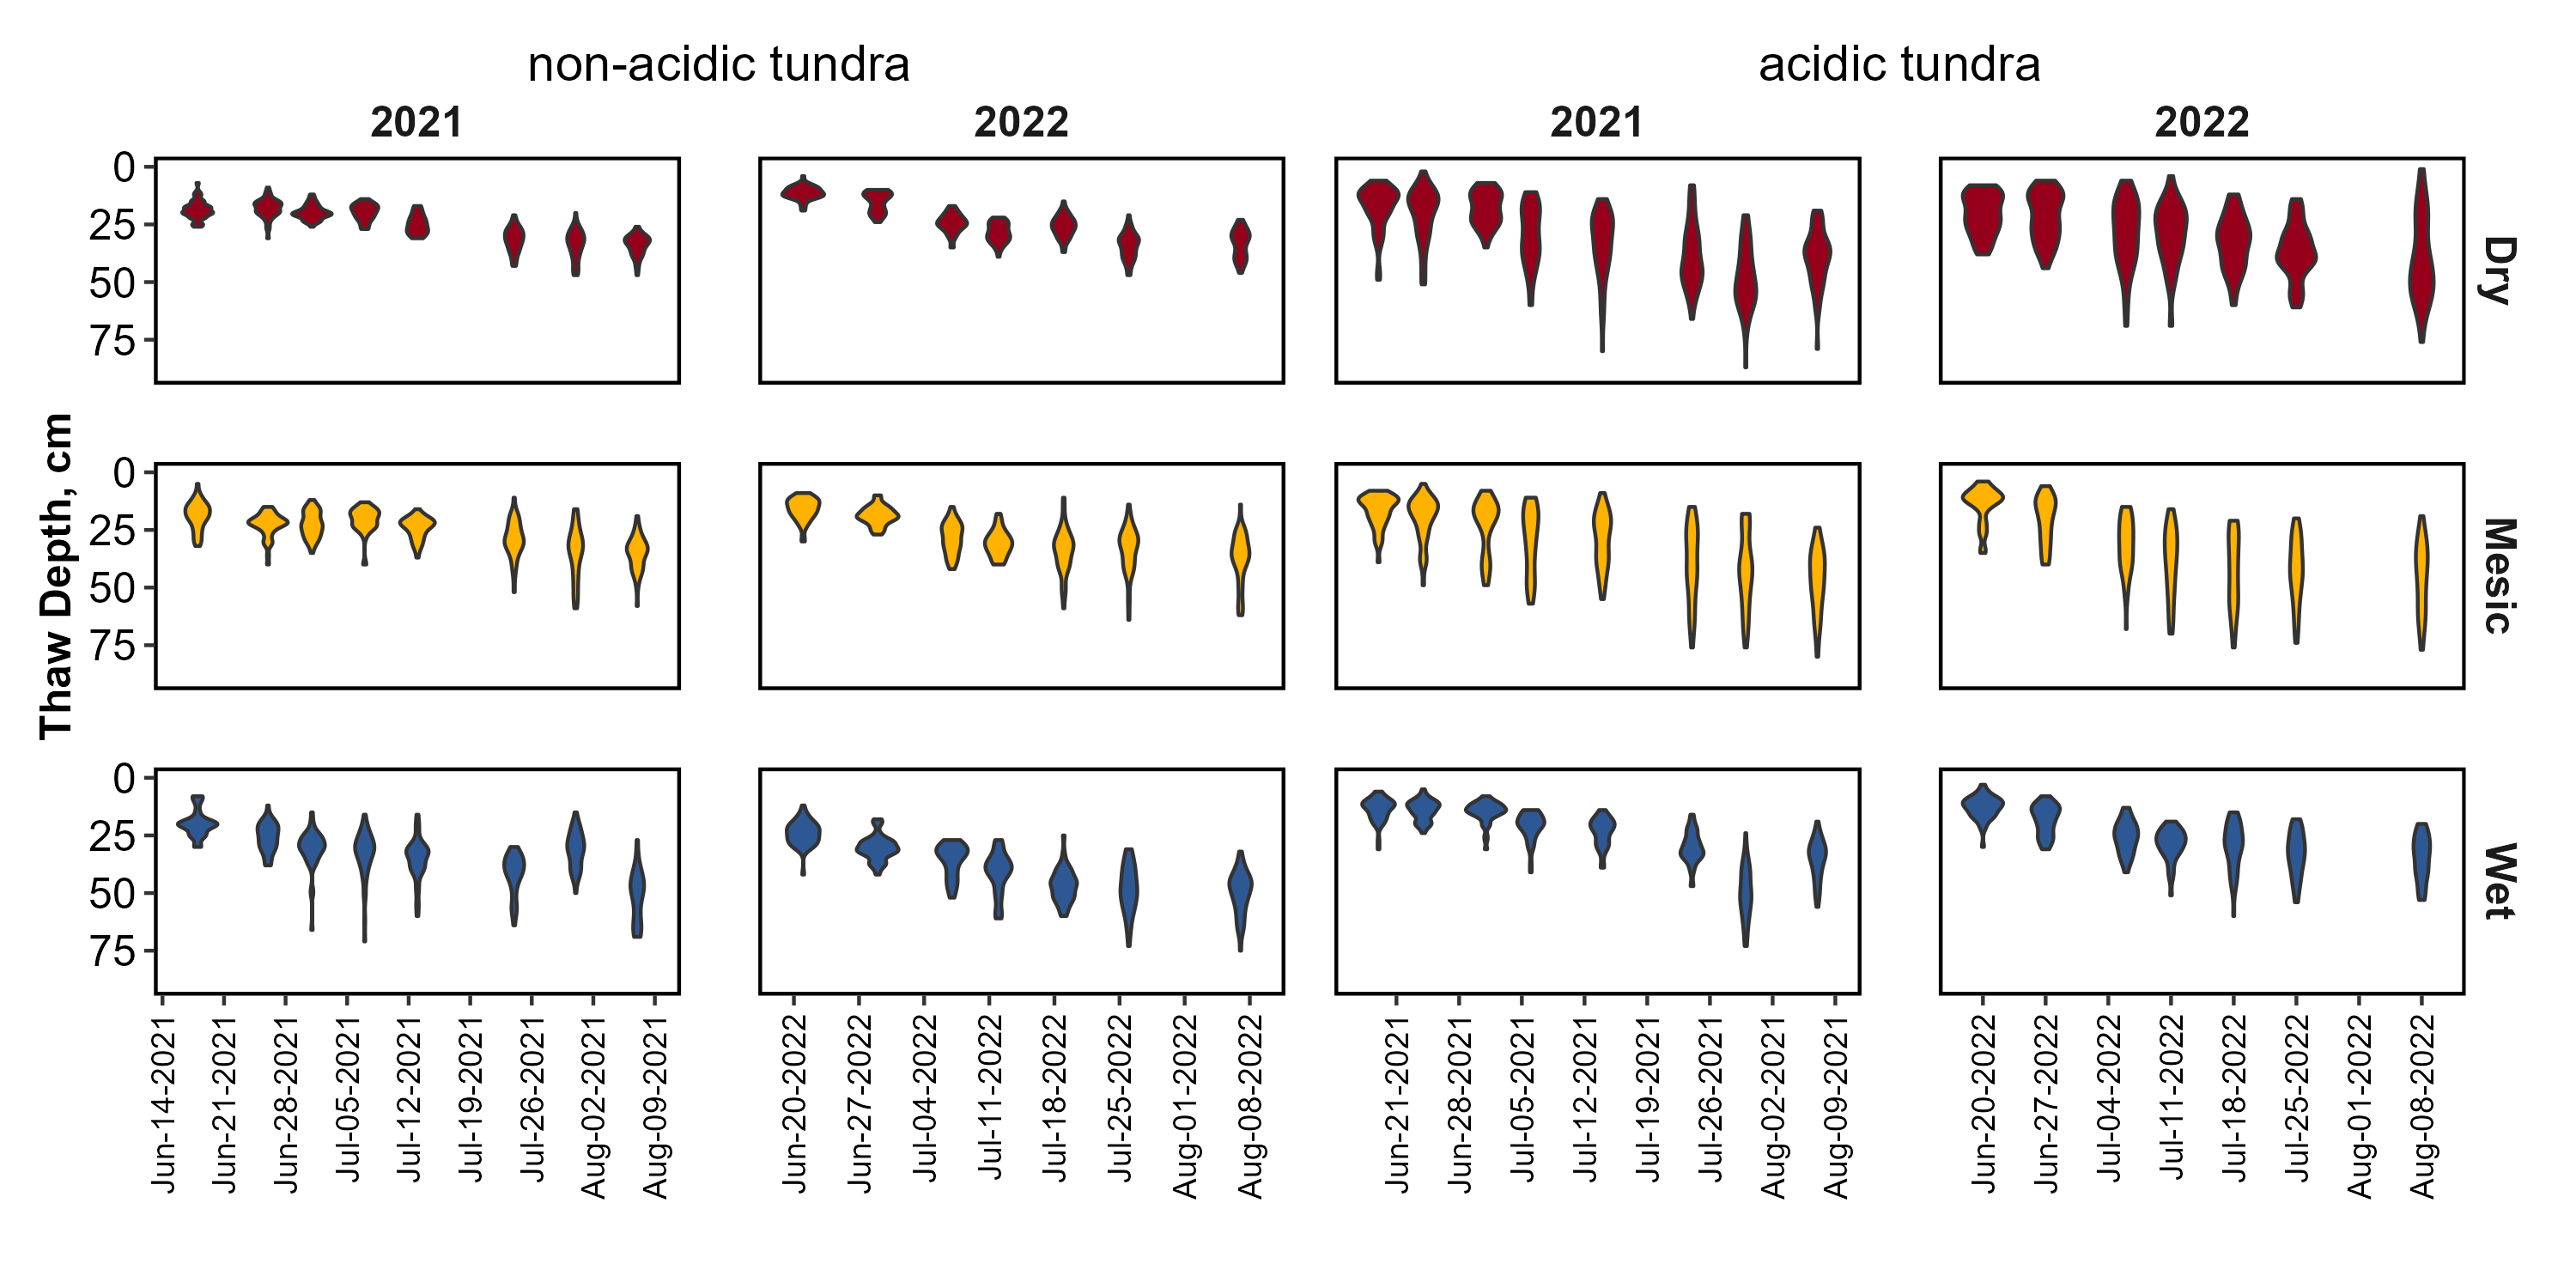 non-acidic tundra
acidic tundra
2021
2022
2021
2022
0
25
50
75
Dry
Thaw Depth, cm
0
25
50
75
Mesic
0
25
50
75
Wet
Jun-14-2021
Jun-21-2021
Jun-28-2021
Jul-05-2021
Jul-12-2021
Jul-19-2021
Jul-26-2021
Aug-02-2021
Aug-09-2021
Jun-20-2022
Jun-27-2022
Jul-04-2022
Jul-11-2022
Jul-18-2022
Jul-25-2022
Aug-01-2022
Aug-08-2022
Jun-21-2021
Jun-28-2021
Jul-05-2021
Jul-12-2021
Jul-19-2021
Jul-26-2021
Aug-02-2021
Aug-09-2021
Jun-20-2022
Jun-27-2022
Jul-04-2022
Jul-11-2022
Jul-18-2022
Jul-25-2022
Aug-01-2022
Aug-08-2022